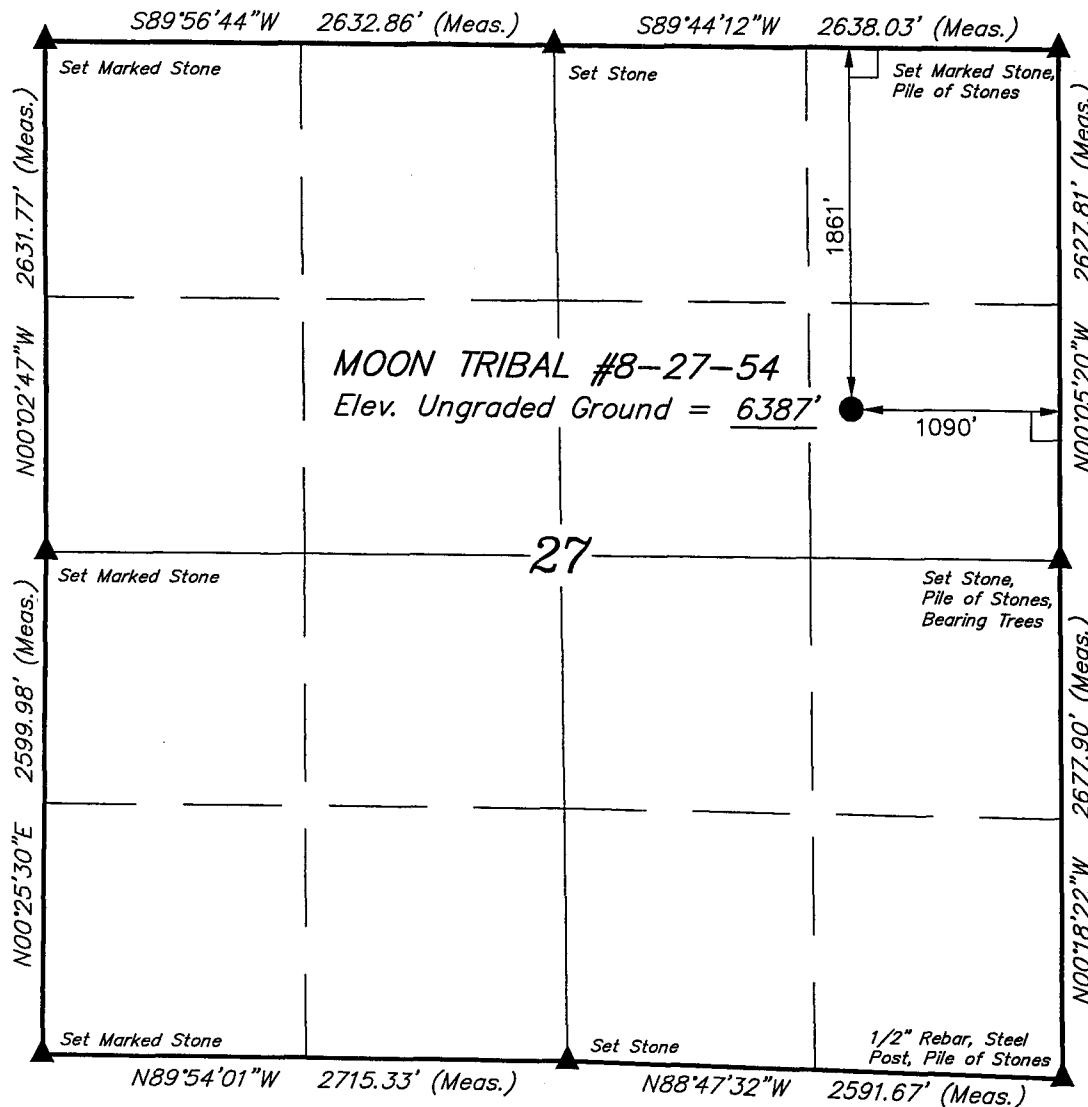 S89°56'44"W 2632.86' (Meas.)
S89°44'12"W 2638.03' (Meas.)
Set Marked Stone
Set Stone
Set Marked Stone,
Pile of Stones
N00°02'47"W 2631.77' (Meas.)
1861'
N00°05'20"W 2627.81' (Meas.)
MOON TRIBAL #8-27-54
Elev. Ungraded Ground = 6387'
1090'
27
Set Marked Stone
Set Stone,
Pile of Stones,
Bearing Trees
N00°25'30"E 2599.98' (Meas.)
N00°18'22"W 2677.90' (Meas.)
Set Marked Stone
Set Stone
1/2" Rebar, Steel
Post, Pile of Stones
N89°54'01"W 2715.33' (Meas.)
N88°47'32"W 2591.67' (Meas.)